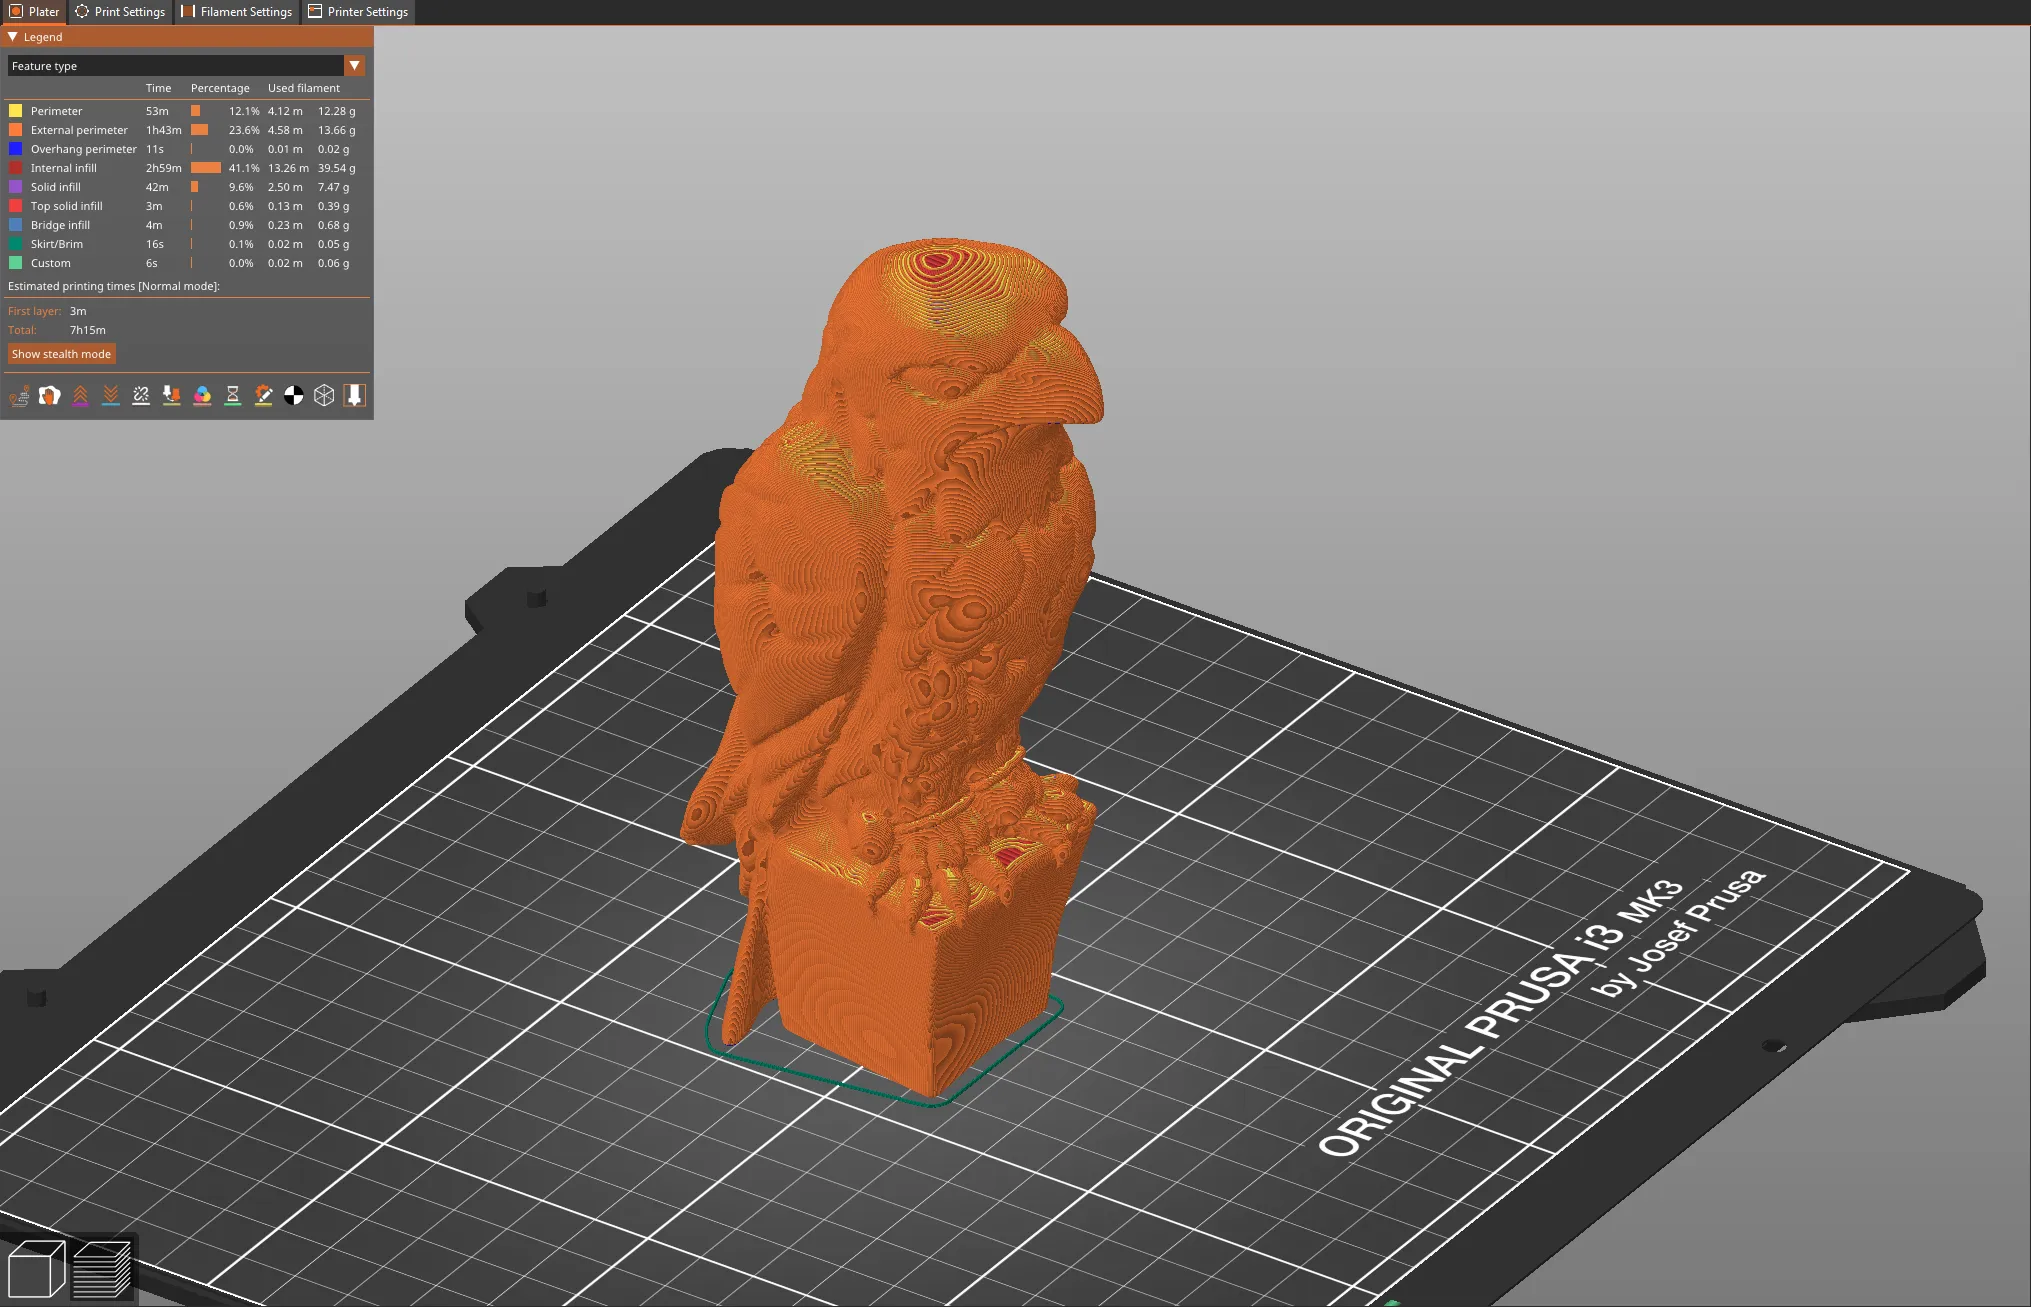 Plater Print Settings Filament Settings Printer Settings
Legend
Feature type
Time Percentage Used filament
Perimeter 53m 12.1% 4.12 m 12.28 g
External perimeter 1h43m 23.6% 4.58 m 13.66 g
Overhang perimeter 11s 0.0% 0.01 m 0.02 g
Internal infill 2h59m 41.1% 13.26 m 39.54 g
Solid infill 42m 9.6% 2.50 m 7.47 g
Top solid infill 3m 0.6% 0.13 m 0.39 g
Bridge infill 4m 0.9% 0.23 m 0.68 g
Skirt/Brim 16s 0.1% 0.02 m 0.05 g
Custom 6s 0.0% 0.02 m 0.06 g
Estimated printing times [Normal mode]:
First layer: 3m
Total: 7h15m
Show stealth mode
ORIGINAL PRUSA i3 MK3
by Josef Prusa